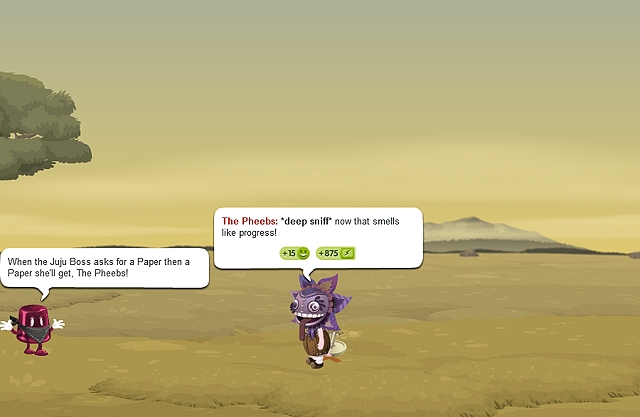 The Pheebs: *deep sniff* now that smells
like progress!
+15 +875
When the Juju Boss asks for a Paper then a
Paper she'll get, The Pheebs!